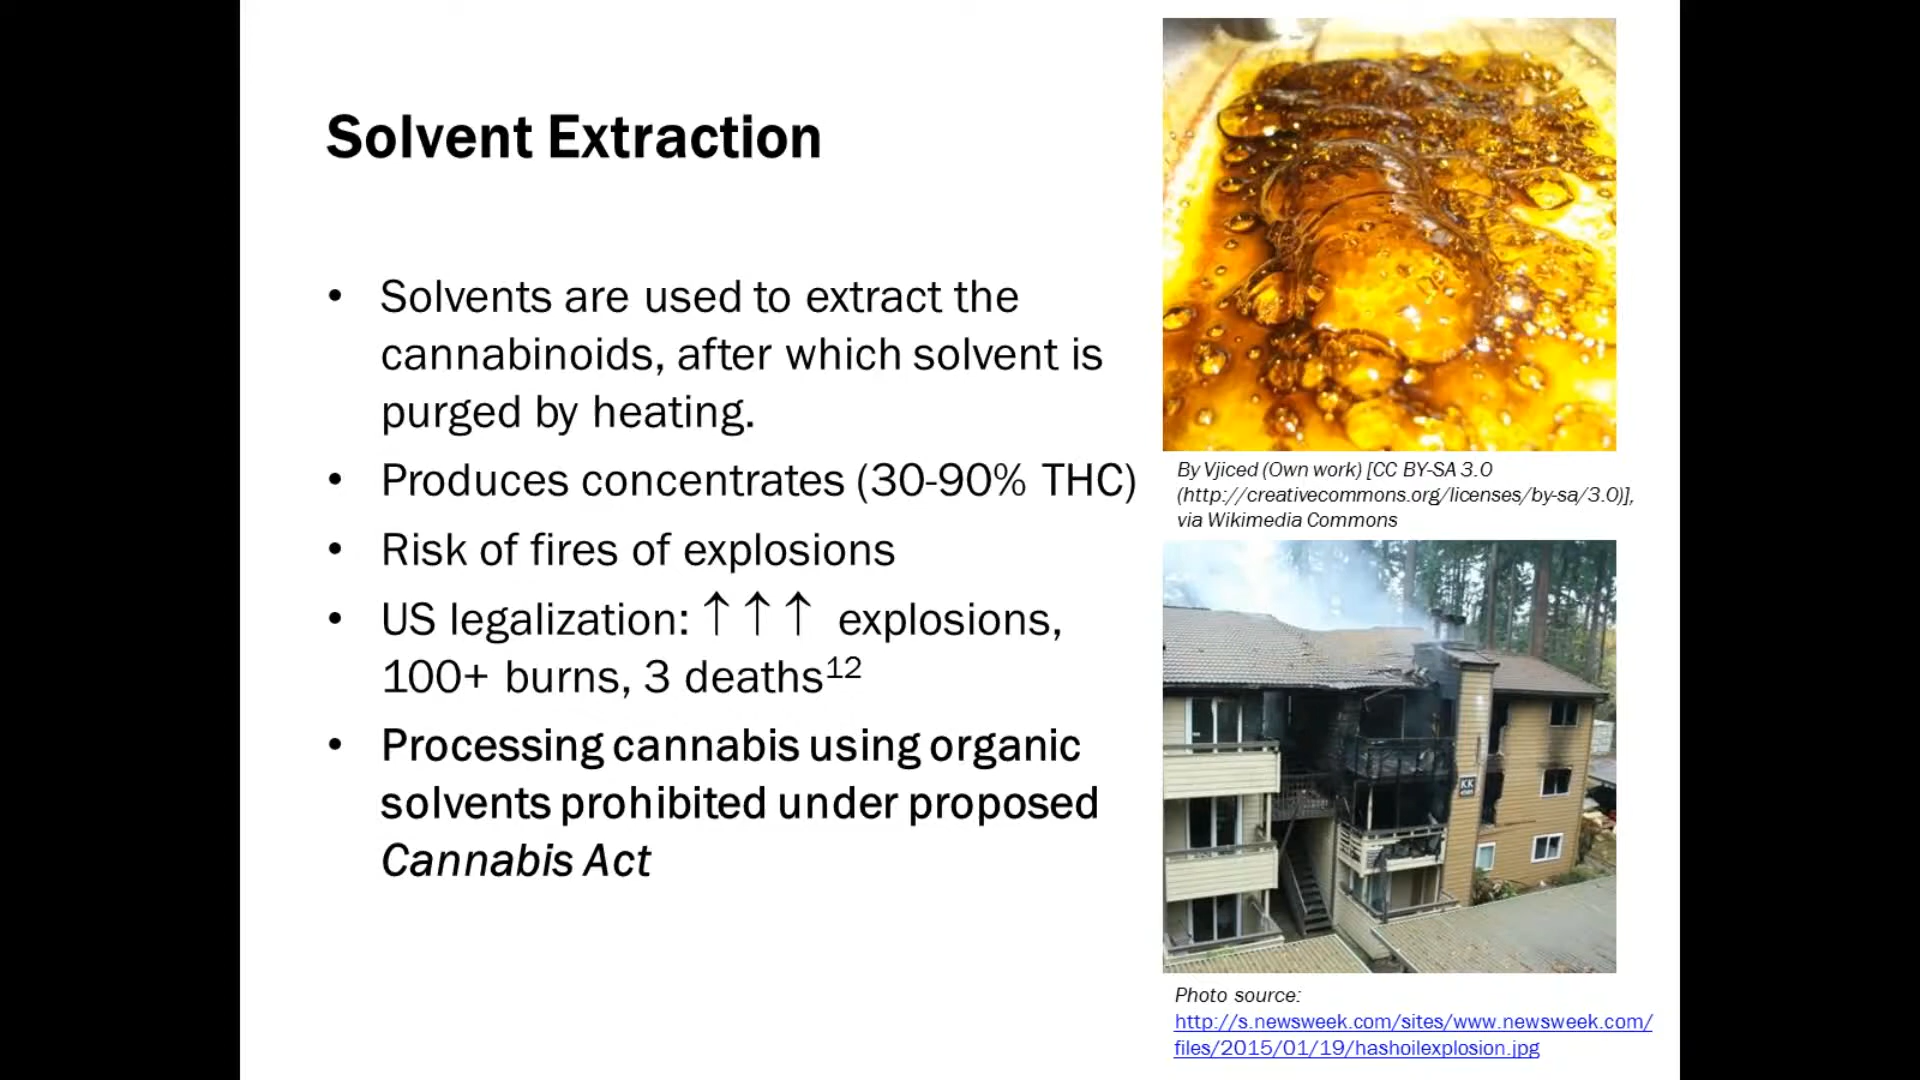 Solvent Extraction
• Solvents are used to extract the
cannabinoids, after which solvent is
purged by heating.
• Produces concentrates (30-90% THC)
• Risk of fires of explosions
• US legalization: ↑↑↑ explosions,
100+ burns, 3 deaths12
• Processing cannabis using organic
solvents prohibited under proposed
Cannabis Act
By Vjiced (Own work) [CC BY-SA 3.0
(http://creativecommons.org/licenses/by-sa/3.0)],
via Wikimedia Commons
KK
Photo source:
http://s.newsweek.com/sites/www.newsweek.com/
files/2015/01/19/hashoilexplosion.jpg